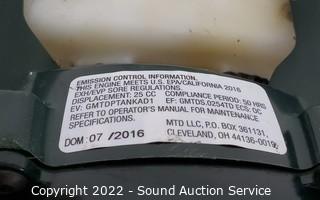 EMISSION CONTROL INFORMATION
THIS ENGINE MEETS U.S. EPA/CALIFORNIA 2016
EXH/EVP SORE REGULATIONS.
DISPLACEMENT: 25 CC COMPLIANCE PERIOD: 50 HRS
EV: GMTDPTANKAD1 EF: GMTDS.0254TD ECS: OC
REFER TO OPERATOR'S MANUAL FOR MAINTENANCE
SPECIFICATIONS.
MTD LLC, P.O. BOX 361131,
DOM: 07 /2016 CLEVELAND, OH 44136-0019
Copyright 2022 - Sound Auction Service